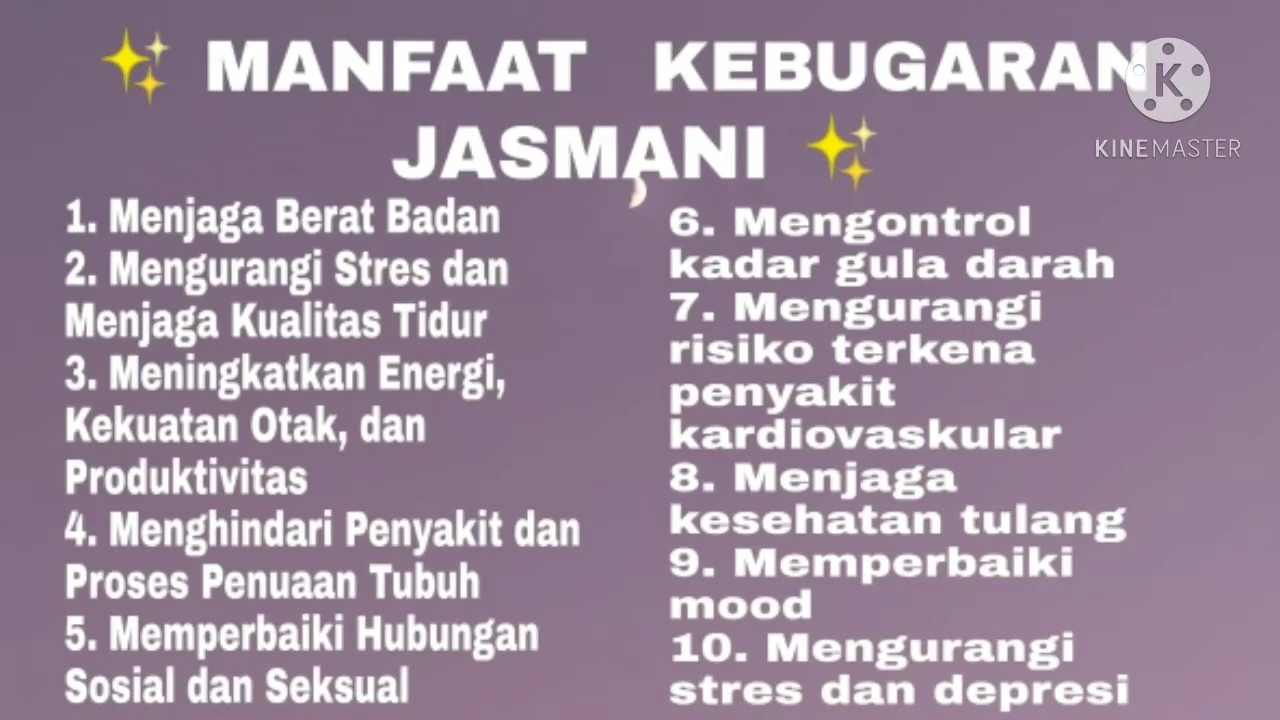 ✨ MANFAAT KEBUGARAN
JASMANI ✨
1. Menjaga Berat Badan
2. Mengurangi Stres dan
Menjaga Kualitas Tidur
3. Meningkatkan Energi,
Kekuatan Otak, dan
Produktivitas
4. Menghindari Penyakit dan
Proses Penuaan Tubuh
5. Memperbaiki Hubungan
Sosial dan Seksual
6. Mengontrol
kadar gula darah
7. Mengurangi
risiko terkena
penyakit
kardiovaskular
8. Menjaga
kesehatan tulang
9. Memperbaiki
mood
10. Mengurangi
stres dan depresi
K
KINEMASTER